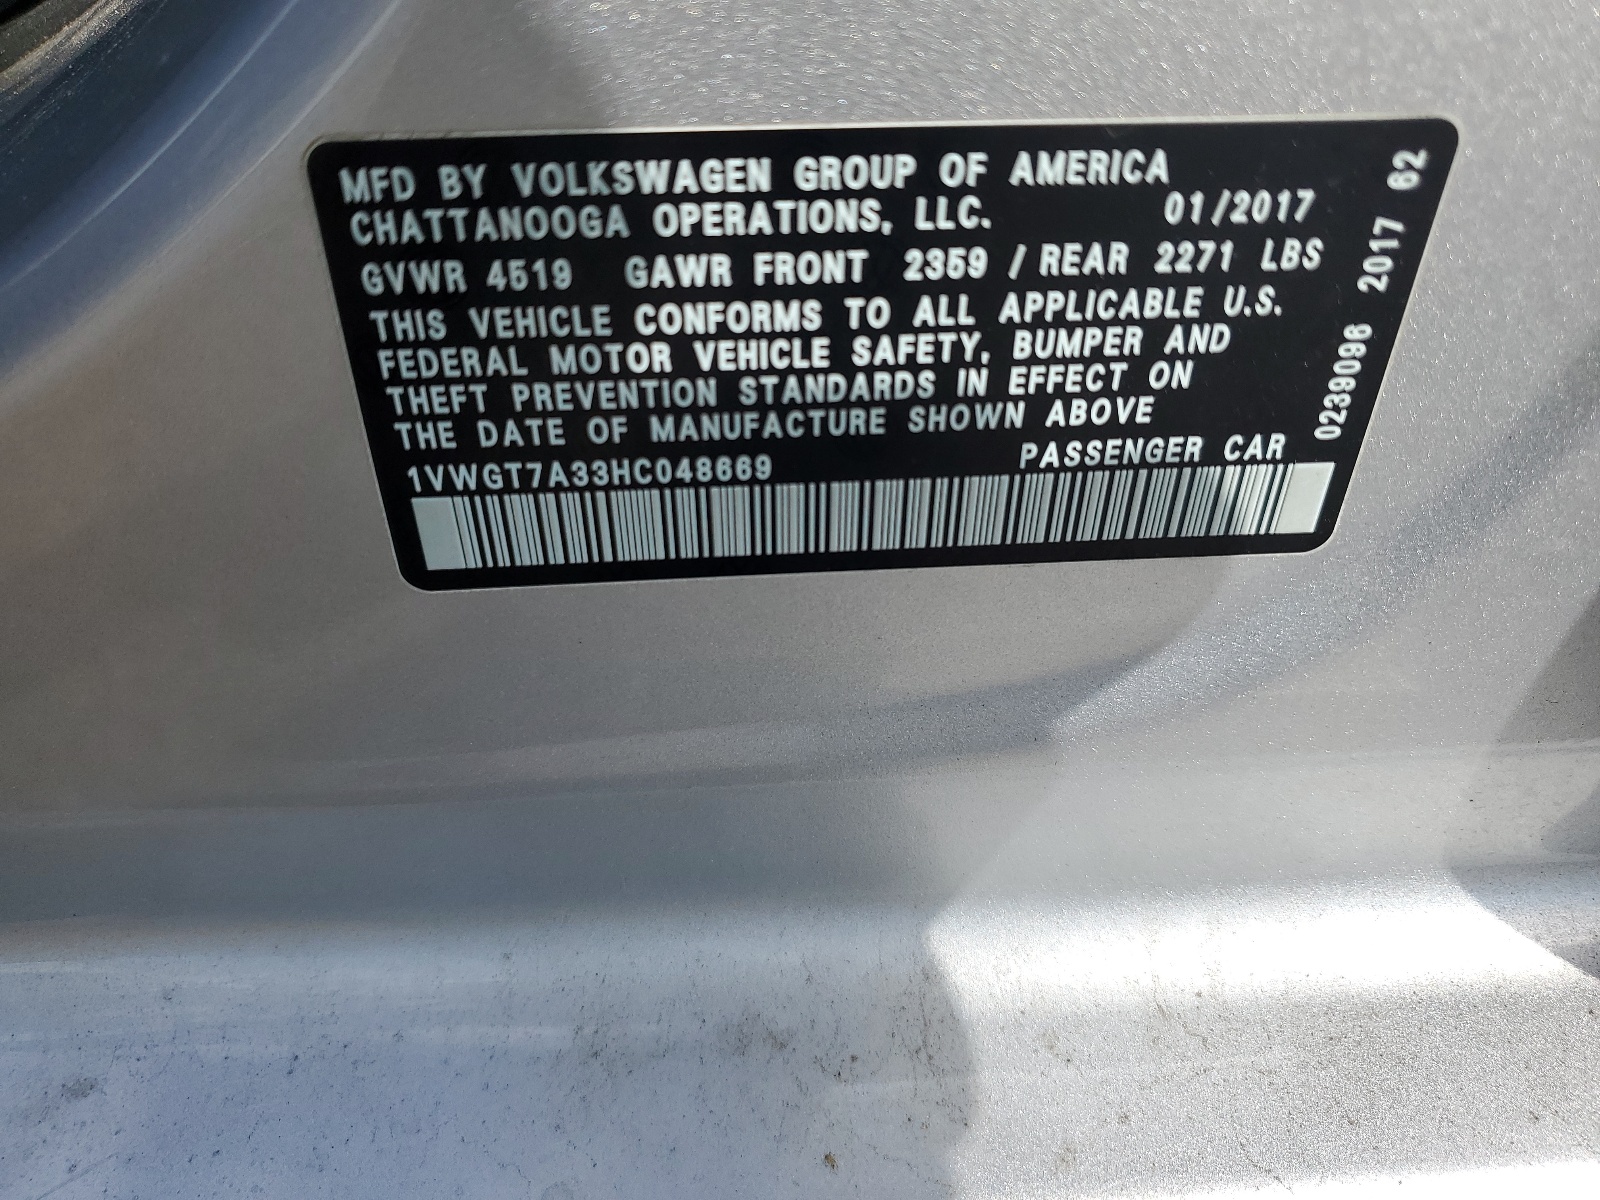 MFD BY VOLKSWAGEN GROUP OF AMERICA
CHATTANOOGA OPERATIONS, LLC. 01/2017
GVWR 4519 GAWR FRONT 2359 / REAR 2271 LBS
THIS VEHICLE CONFORMS TO ALL APPLICABLE U.S.
FEDERAL MOTOR VEHICLE SAFETY, BUMPER AND
THEFT PREVENTION STANDARDS IN EFFECT ON
THE DATE OF MANUFACTURE SHOWN ABOVE
1VWGT7A33HC048669 PASSENGER CAR
0239096 2017 62